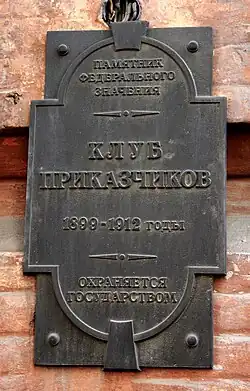 ПАМЯТНИК
ФЕДЕРАЛЬНОГО
ЗНАЧЕНИЯ
КЛУБ
ПРИКАЗЧИКОВ
1899-1912 ГОДЫ
ОХРАНЯЕТСЯ
ГОСУДАРСТВОМ